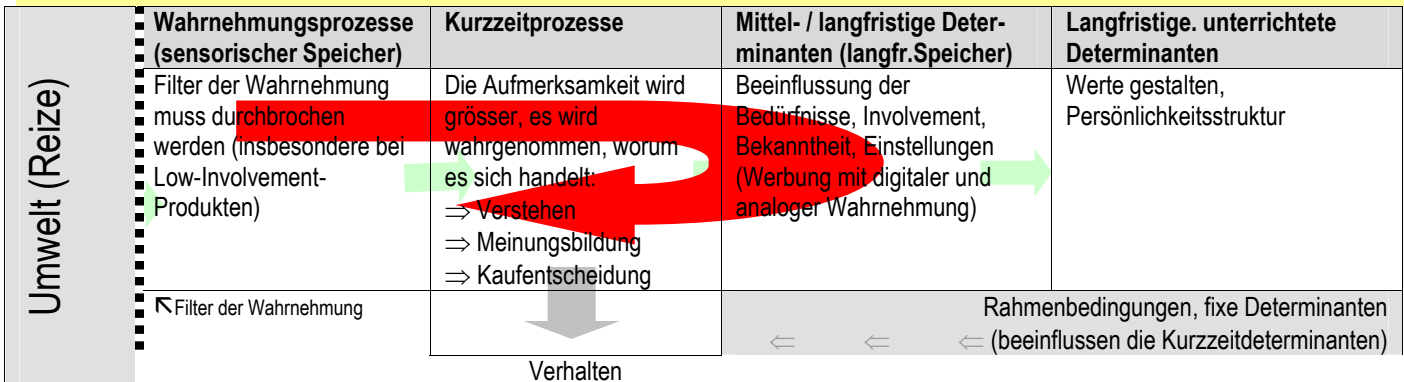 Umwelt (Reize)
Wahrnehmungsprozesse
(sensorischer Speicher)
Filter der Wahrnehmung
muss durchbrochen
werden (insbesondere bei
Low-Involvement-
Produkten)
Kurzzeitprozesse
Die Aufmerksamkeit wird
grösser, es wird
wahrgenommen, worum
es sich handelt:
⇒ Verstehen
⇒ Meinungsbildung
⇒ Kaufentscheidung
Mittel- / langfristige Deter-
minanten (langfr.Speicher)
Beeinflussung der
Bedürfnisse, Involvement,
Bekanntheit, Einstellungen
(Werbung mit digitaler und
analoger Wahrnehmung)
Langfristige. unterrichtete
Determinanten
Werte gestalten,
Persönlichkeitsstruktur
↖Filter der Wahrnehmung
Rahmenbedingungen, fixe Determinanten
⇐ ⇐ ⇐ (beeinflussen die Kurzzeitdeterminanten)
Verhalten